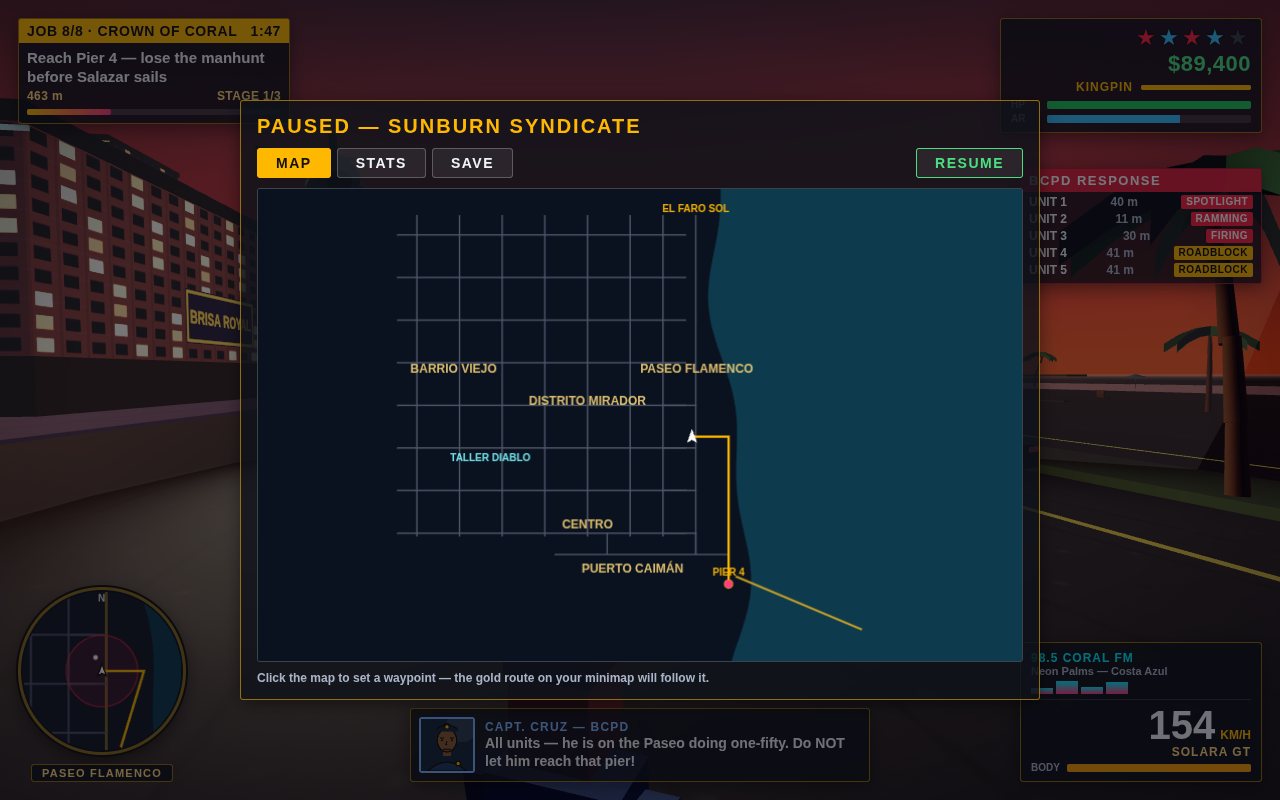 JOB 8/8 · CROWN OF CORAL 1:47
Reach Pier 4 — lose the manhunt
before Salazar sails
463 m STAGE 1/3
$89,400
KINGPIN
HP
AR
PAUSED — SUNBURN SYNDICATE
MAP STATS SAVE RESUME
BCPD RESPONSE
UNIT 1 40 m SPOTLIGHT
UNIT 2 11 m RAMMING
UNIT 3 30 m FIRING
UNIT 4 41 m ROADBLOCK
UNIT 5 41 m ROADBLOCK
BRISA ROYAL
EL FARO SOL
BARRIO VIEJO
PASEO FLAMENCO
DISTRITO MIRADOR
TALLER DIABLO
CENTRO
PUERTO CAIMÁN
PIER 4
Click the map to set a waypoint — the gold route on your minimap will follow it.
N
PASEO FLAMENCO
CAPT. CRUZ — BCPD
All units — he is on the Paseo doing one-fifty. Do NOT
let him reach that pier!
98.5 CORAL FM
Neon Palms — Costa Azul
154 KM/H
SOLARA GT
BODY